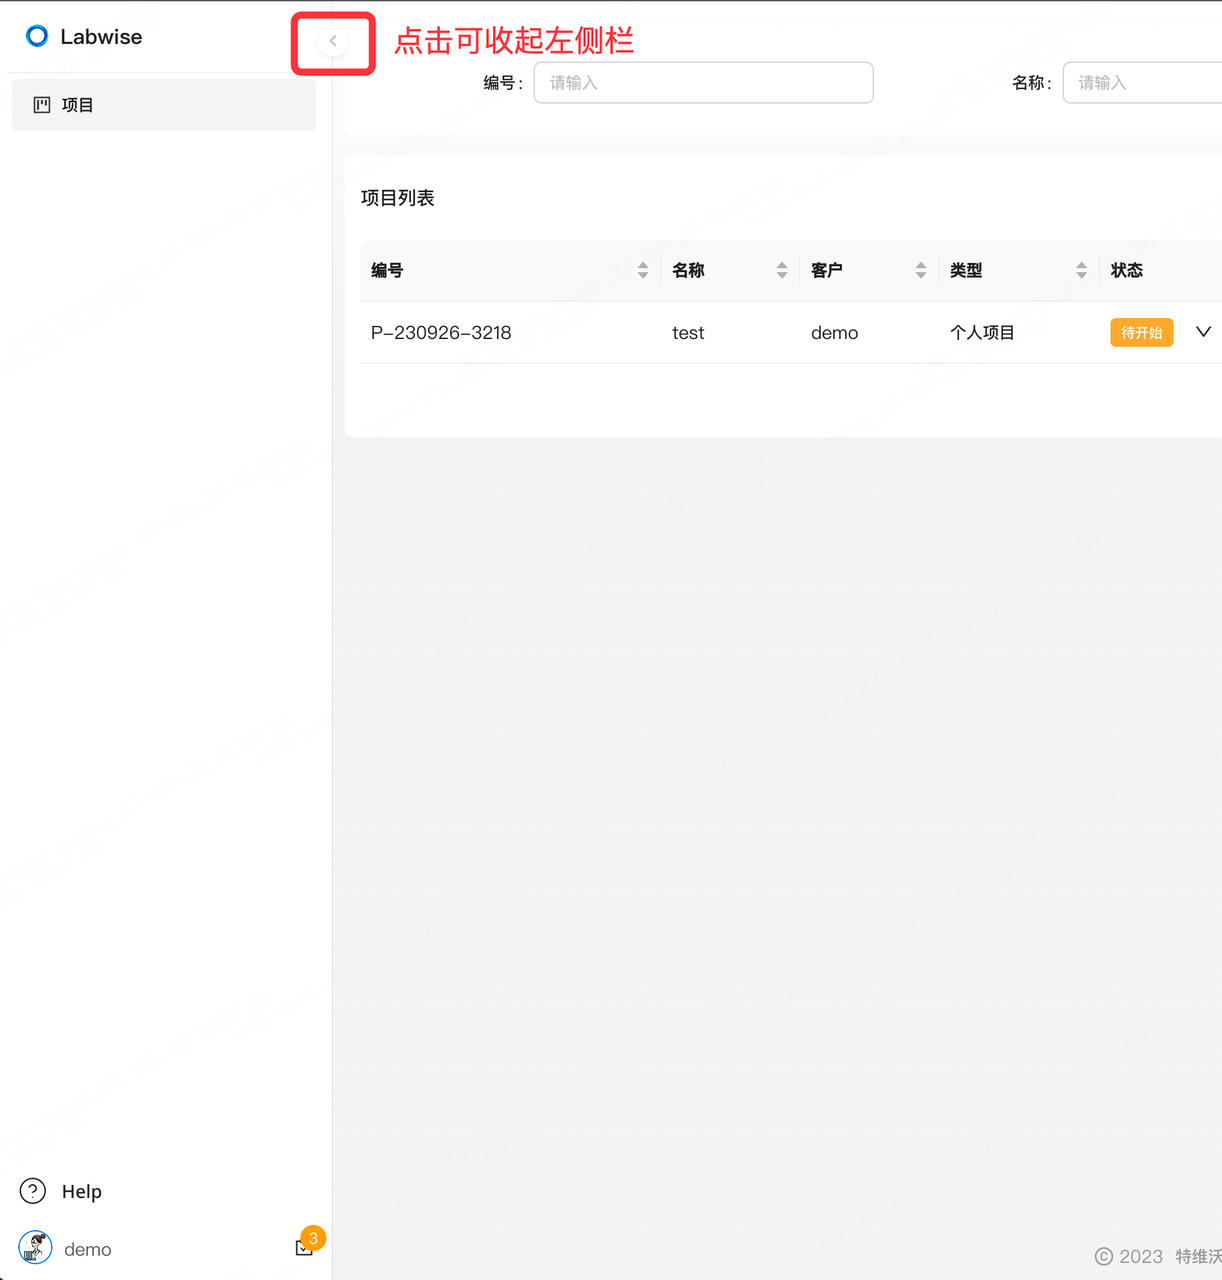 Labwise
点击可收起左侧栏
编号: 请输入 名称: 请输入
项目
项目列表
编号 名称 客户 类型 状态
P-230926-3218 test demo 个人项目 待开始
Help
demo 3
© 2023 特维沃